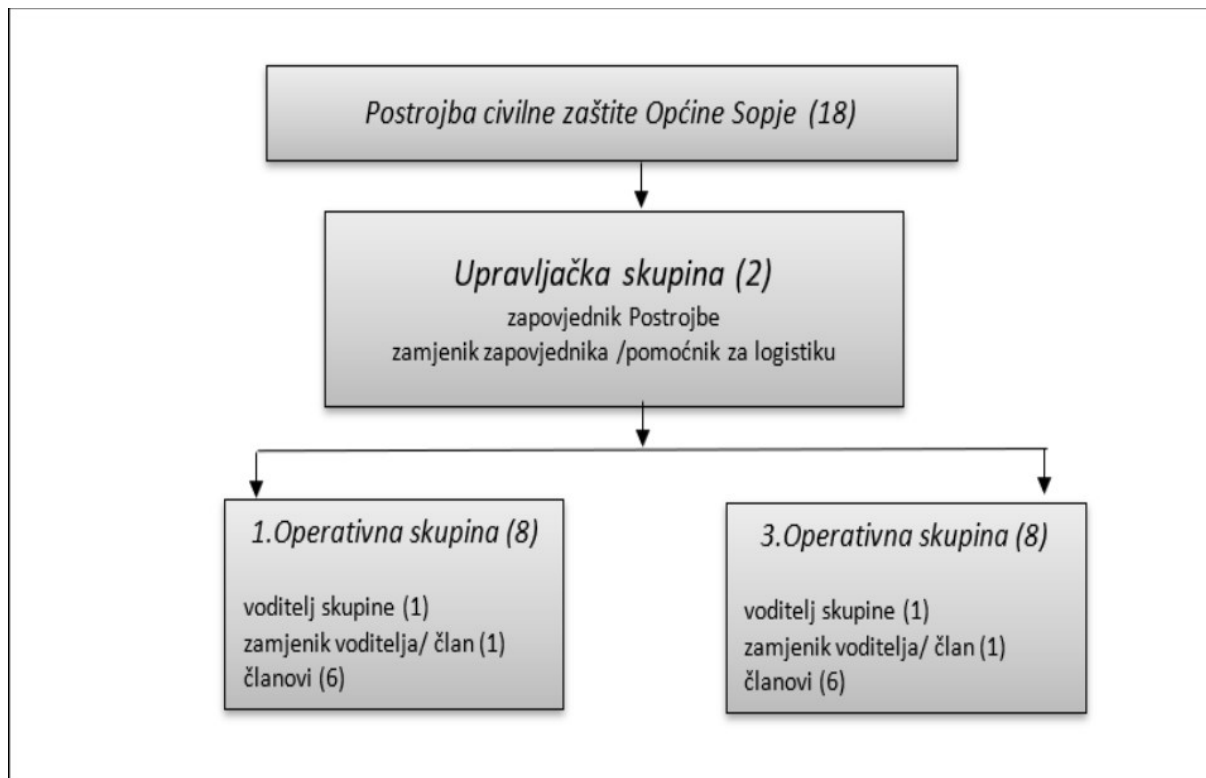 Postrojba civilne zaštite Općine Sopje (18)
Upravljačka skupina (2)
zapovjednik Postrojbe
zamjenik zapovjednika /pomoćnik za logistiku
1.Operativna skupina (8)
voditelj skupine (1)
zamjenik voditelja/ član (1)
članovi (6)
3.Operativna skupina (8)
voditelj skupine (1)
zamjenik voditelja/ član (1)
članovi (6)